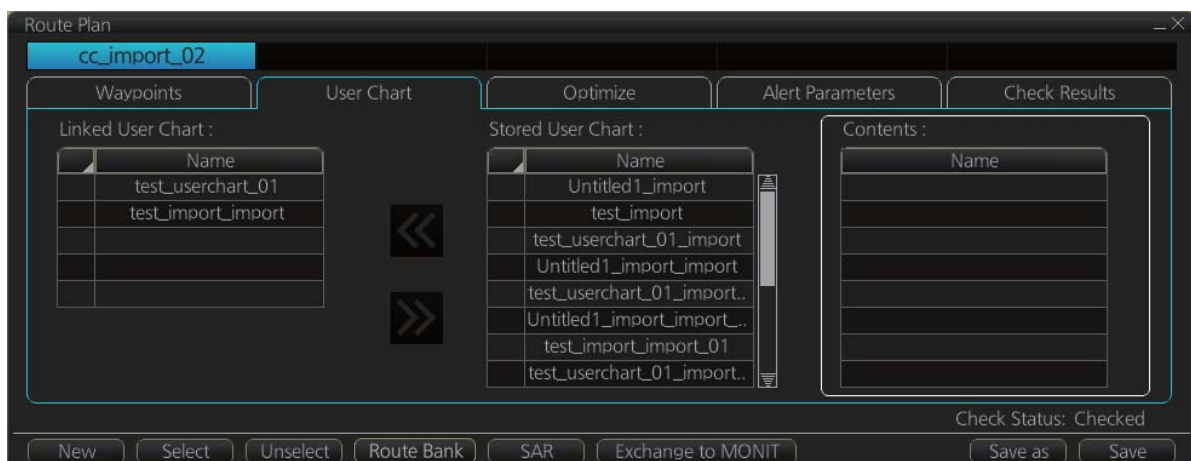 Route Plan
cc_import_02
Waypoints User Chart Optimize Alert Parameters Check Results
Linked User Chart : Stored User Chart : Contents :
Name Name Name
test_userchart_01 Untitled1_import
test_import_import test_import
test_userchart_01_import
Untitled1_import_import
test_userchart_01_import..
Untitled1_import_import_..
test_import_import_01
test_userchart_01_import..
Check Status: Checked
New Select Unselect Route Bank SAR Exchange to MONIT Save as Save